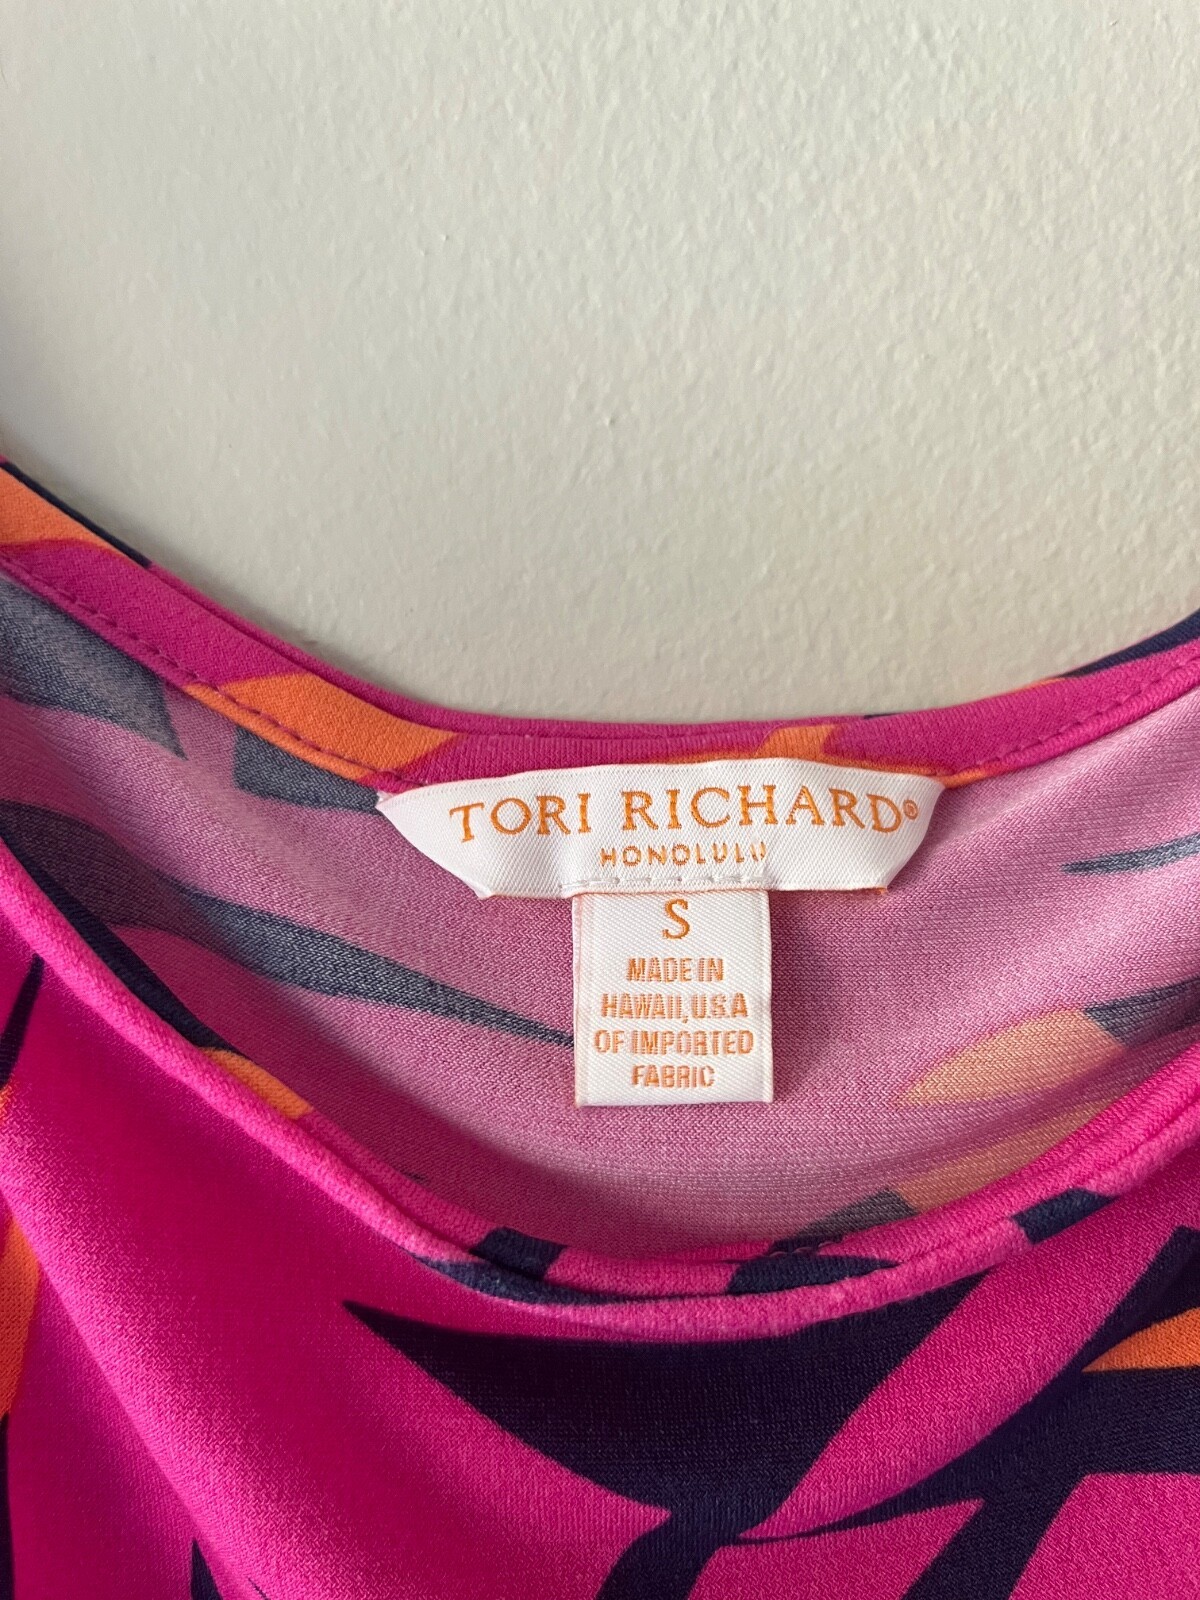 TORI RICHARD®
HONOLULU
S
MADE IN
HAWAII, U.S.A
OF IMPORTED
FABRIC